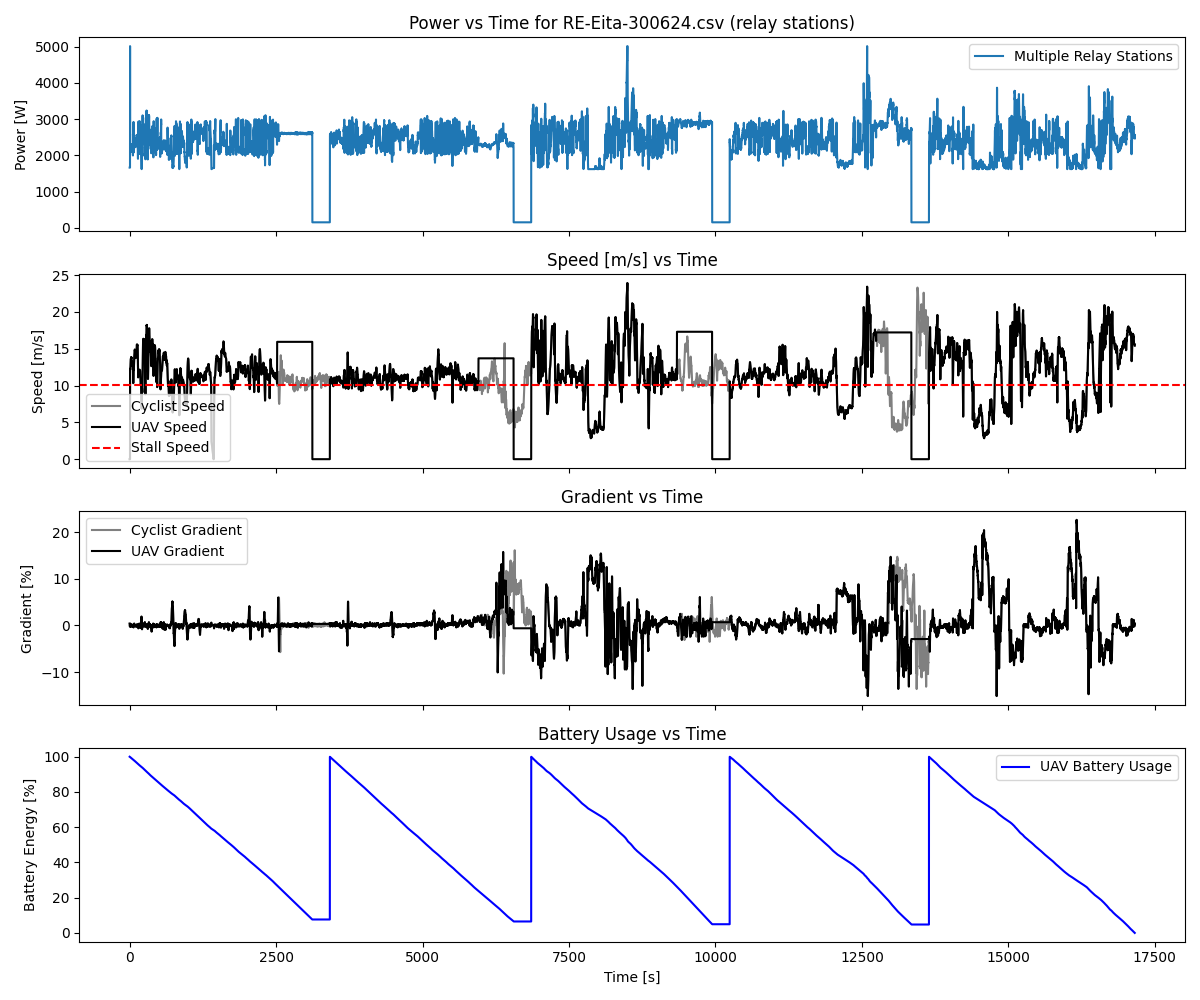 Power vs Time for RE-Eita-300624.csv (relay stations)
5000
4000
3000
2000
1000
0
Power [W]
Multiple Relay Stations
Speed [m/s] vs Time
25
20
15
10
5
0
Speed [m/s]
Cyclist Speed
UAV Speed
Stall Speed
Gradient vs Time
20
10
0
−10
Gradient [%]
Cyclist Gradient
UAV Gradient
Battery Usage vs Time
100
80
60
40
20
0
Battery Energy [%]
UAV Battery Usage
0 2500 5000 7500 10000 12500 15000 17500
Time [s]